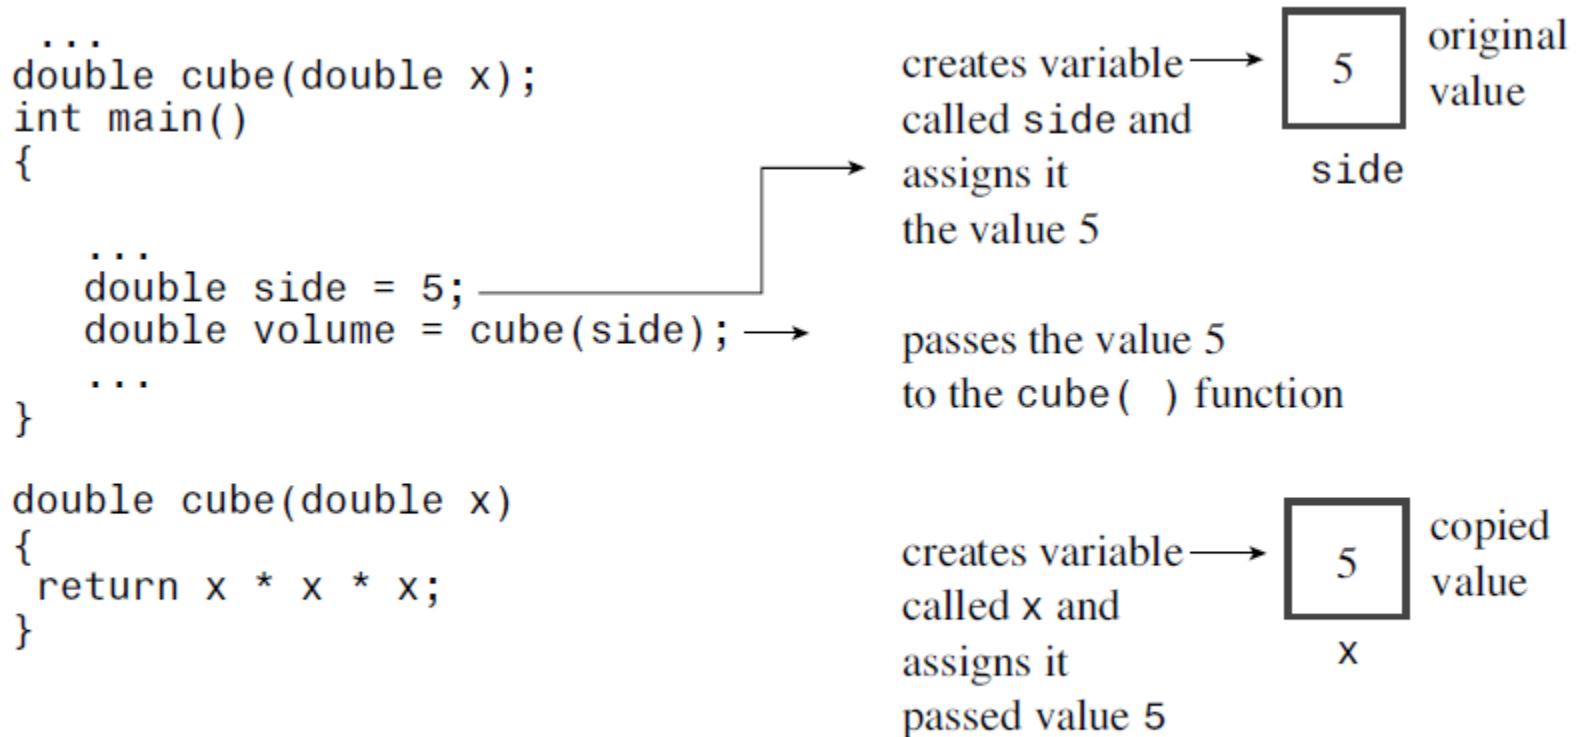 ...
double cube(double x);
int main()
{
...
double side = 5;
double volume = cube(side);
...
}
double cube(double x)
{
return x * x * x;
}
creates variable
called side and
assigns it
the value 5
5
original
value
side
passes the value 5
to the cube( ) function
creates variable
called x and
assigns it
passed value 5
5
copied
value
x